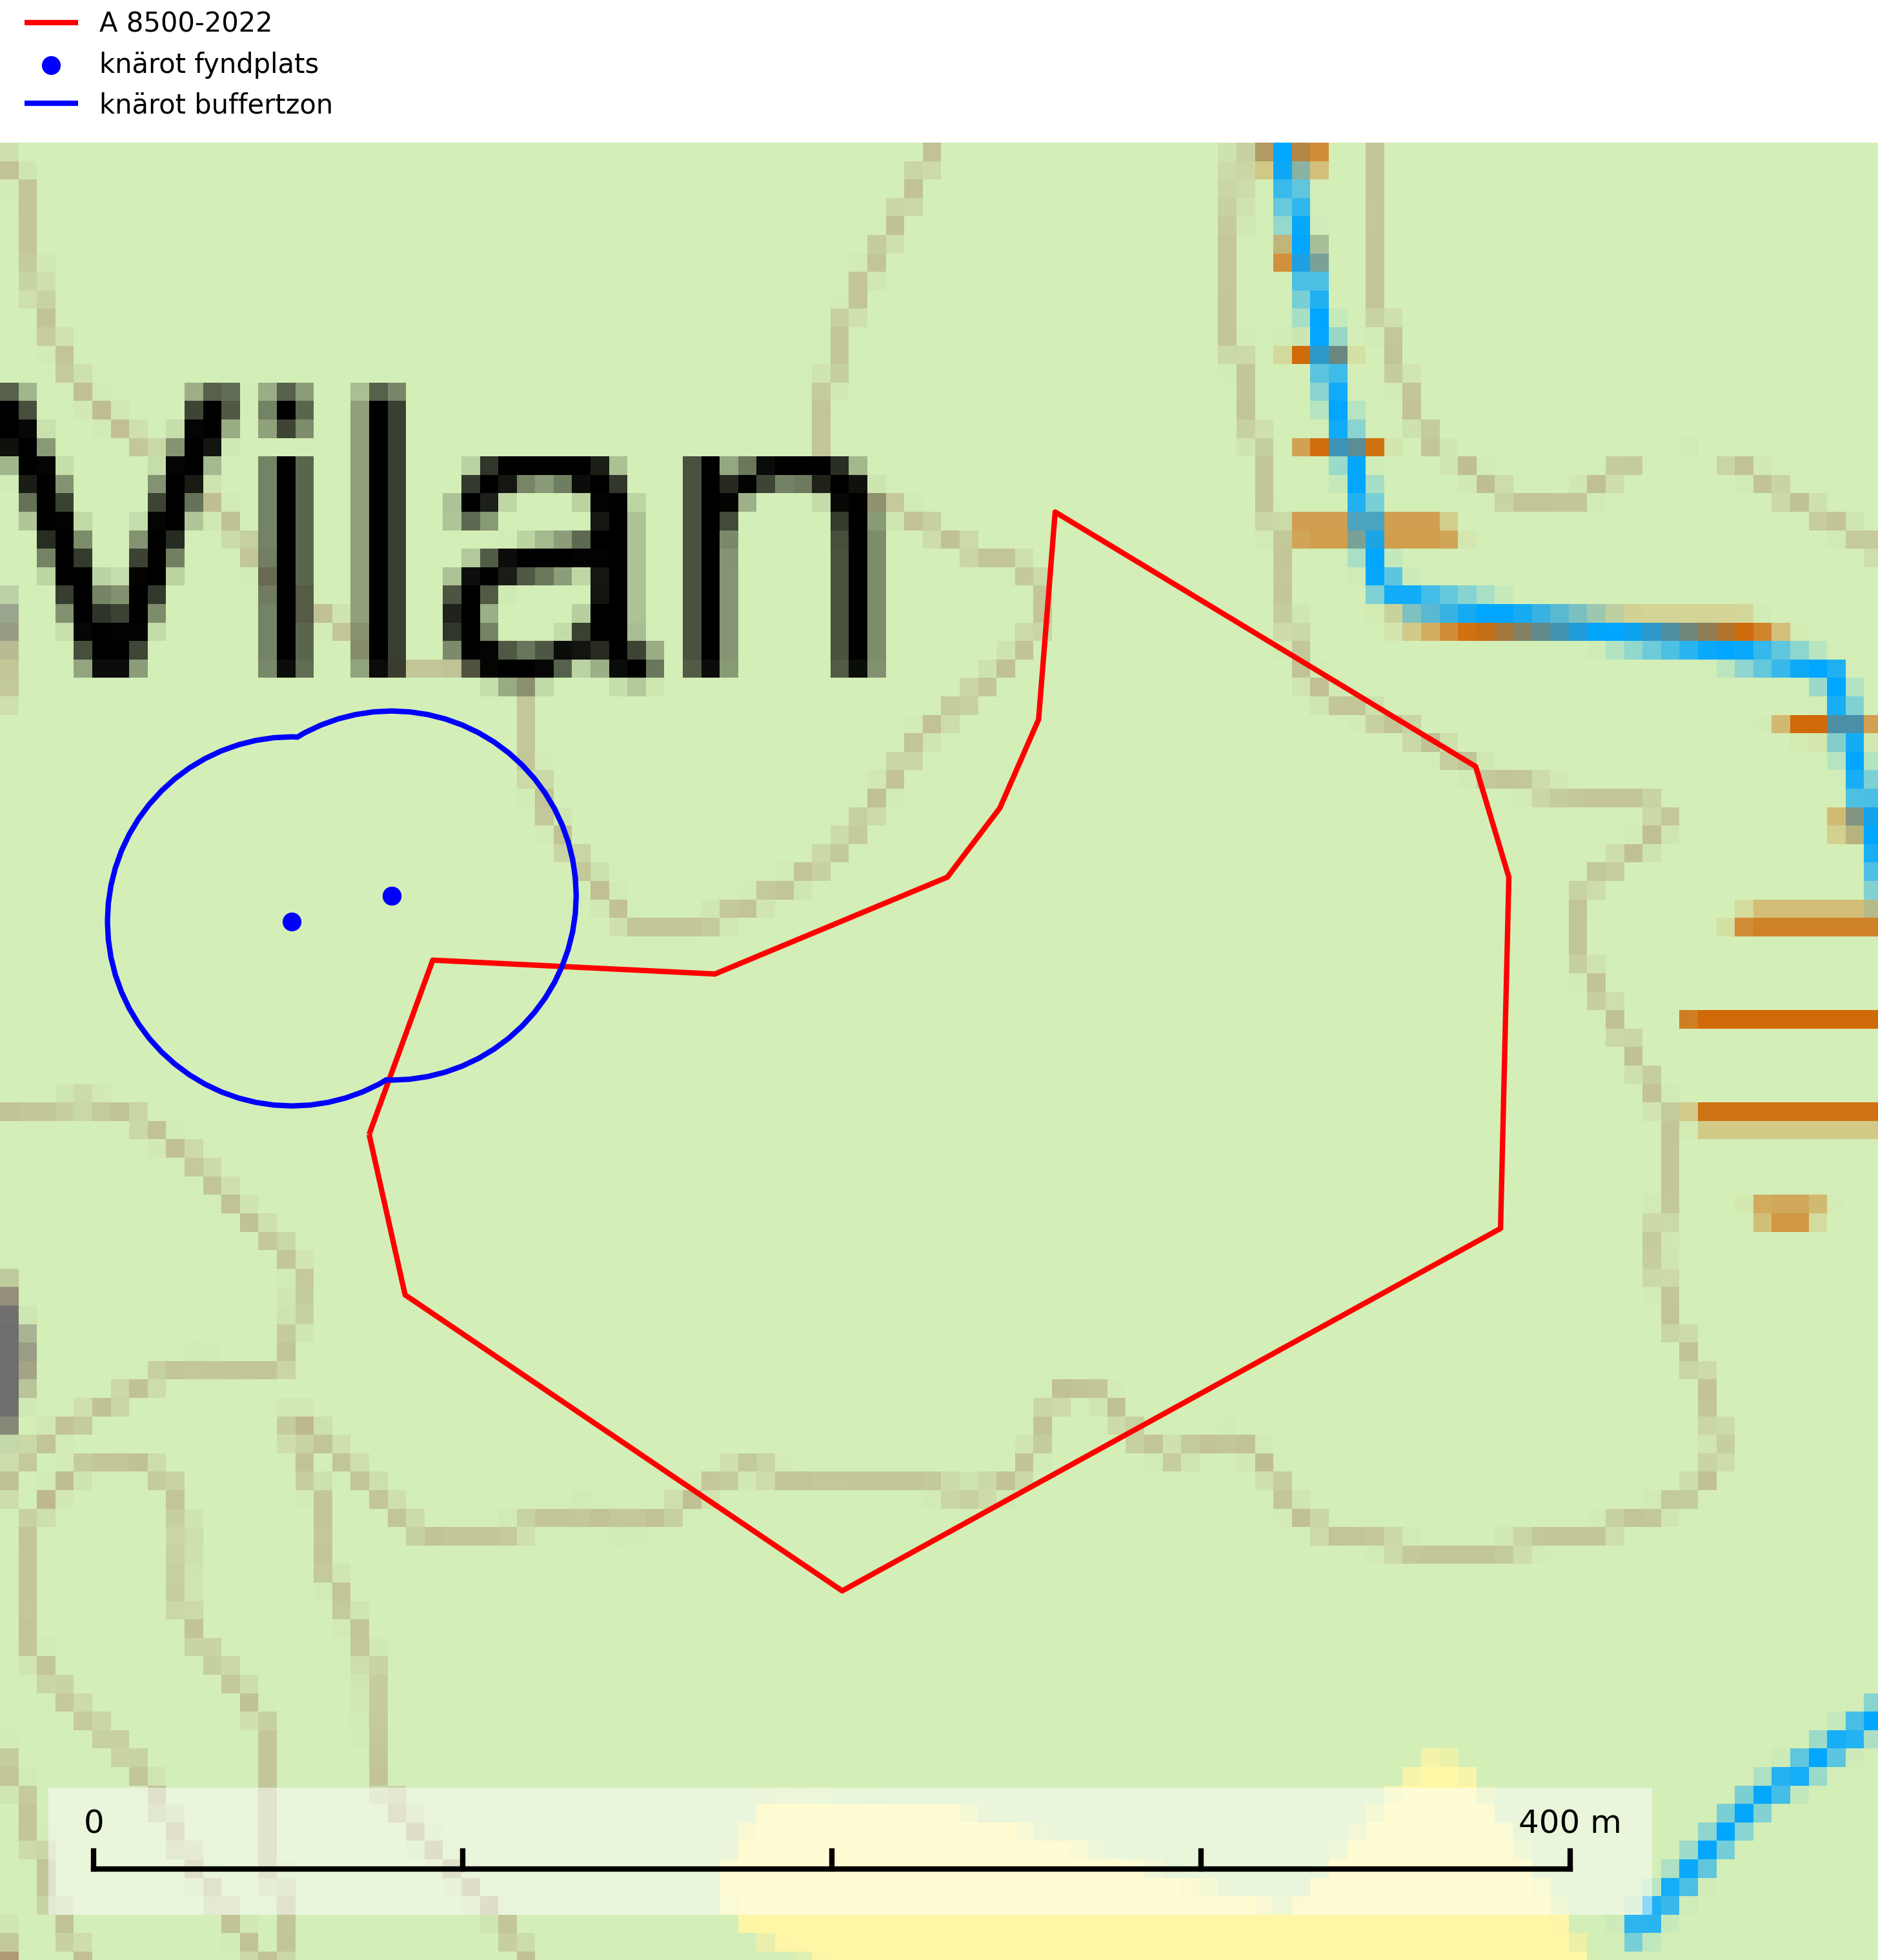 A 8500-2022
knärot fyndplats
knärot buffertzon
Vilan
0
400 m